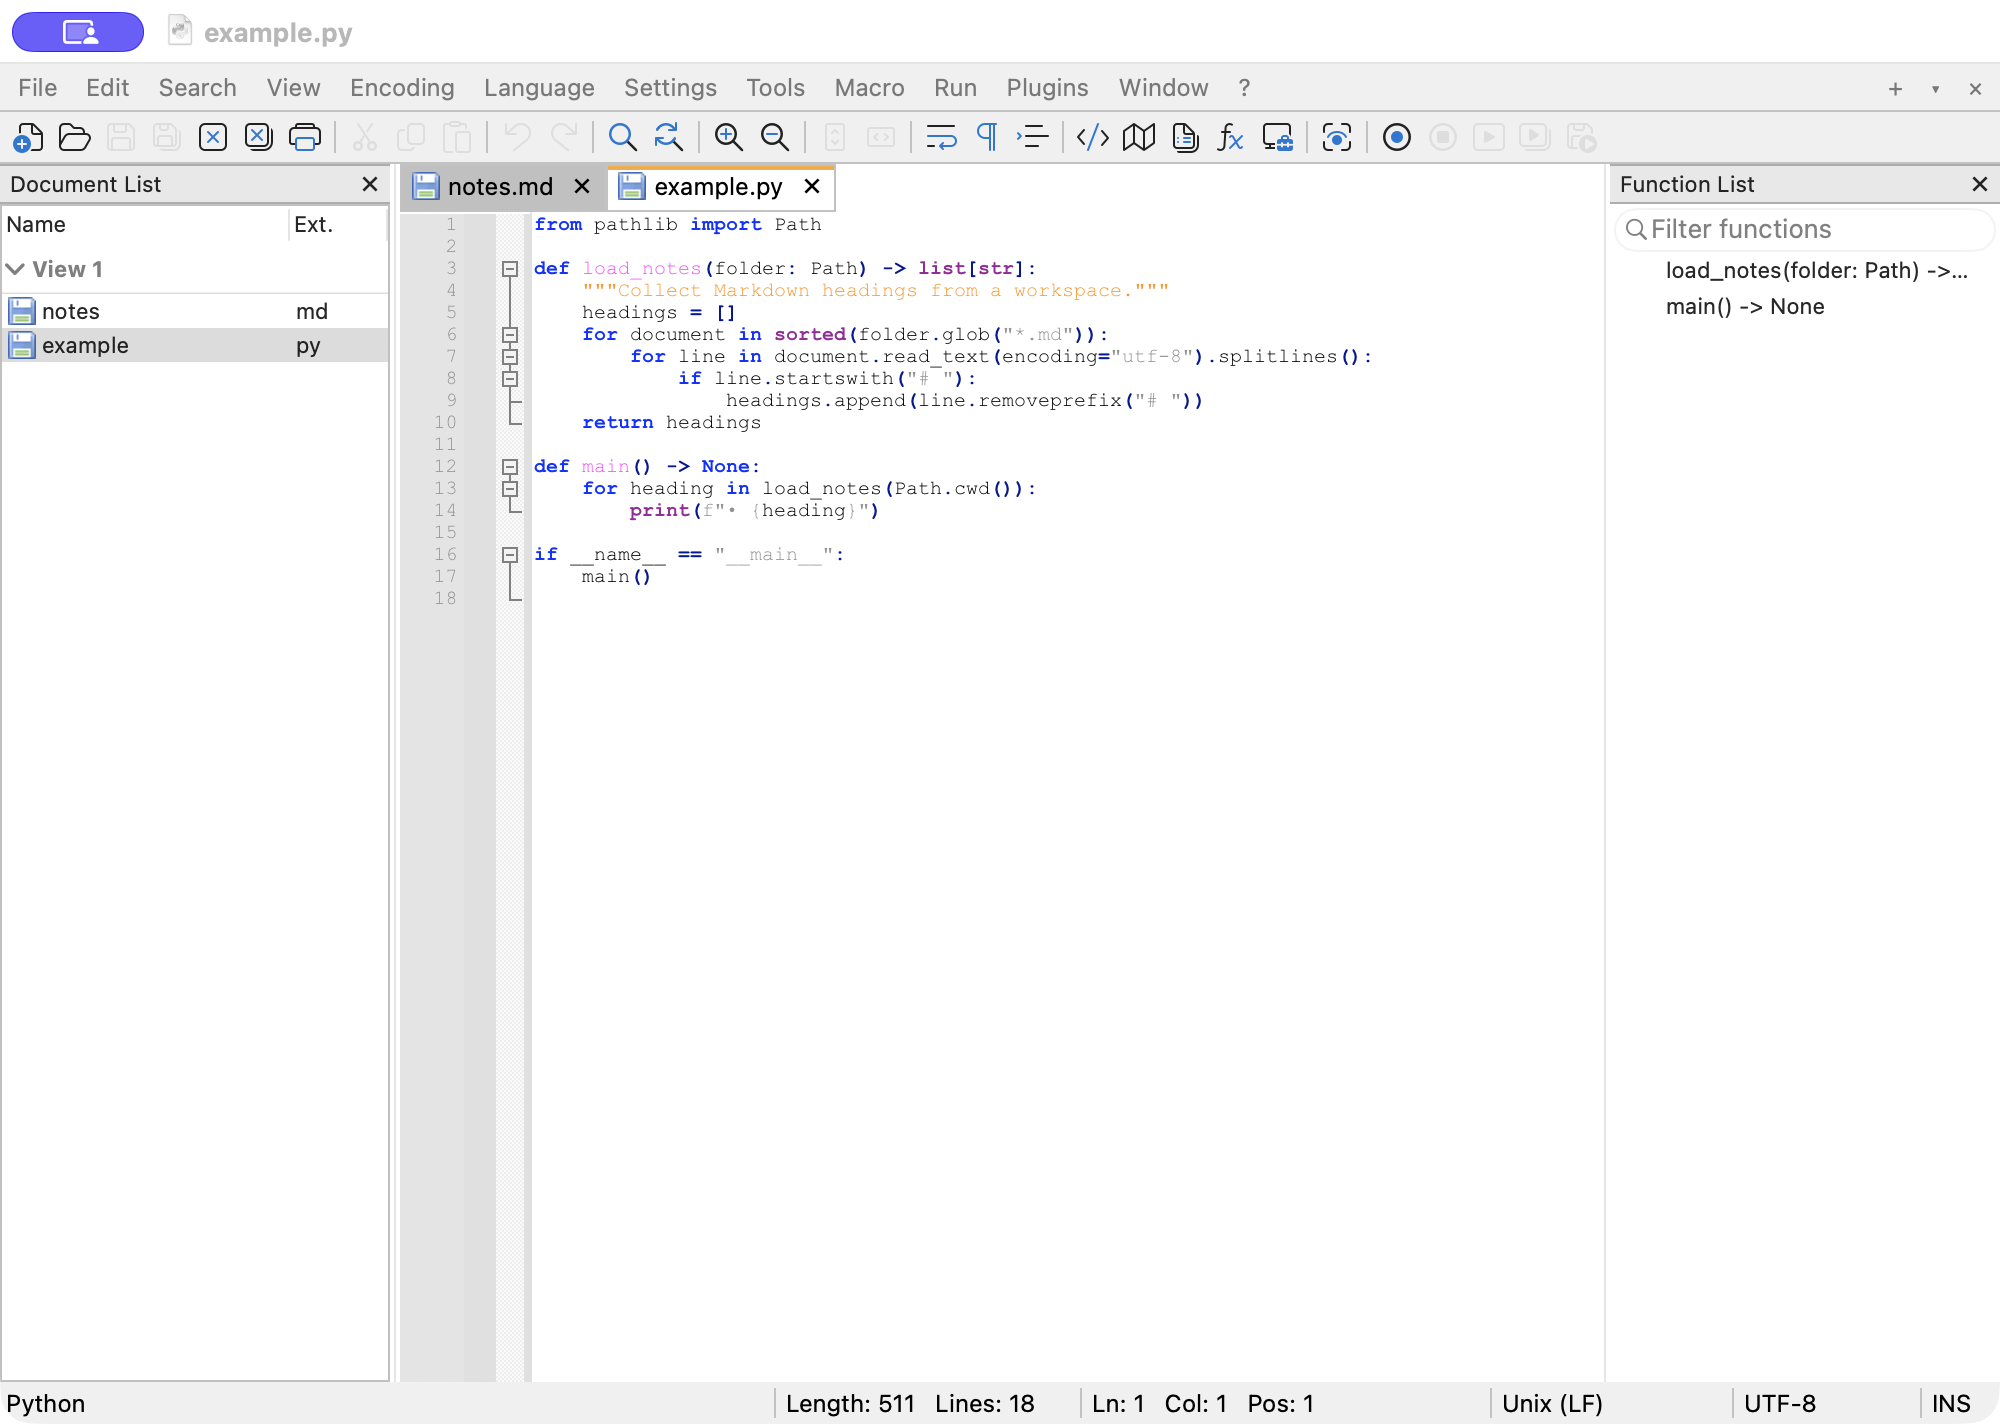 example.py
File Edit Search View Encoding Language Settings Tools Macro Run Plugins Window ?
Document List
Name Ext.
View 1
notes md
example py
notes.md
example.py
1 from pathlib import Path
2
3 def load_notes(folder: Path) -> list[str]:
4 """Collect Markdown headings from a workspace."""
5 headings = []
6 for document in sorted(folder.glob("*.md")):
7 for line in document.read_text(encoding="utf-8").splitlines():
8 if line.startswith("# "):
9 headings.append(line.removeprefix("# "))
10 return headings
11
12 def main() -> None:
13 for heading in load_notes(Path.cwd()):
14 print(f"• {heading}")
15
16 if __name__ == "__main__":
17 main()
18
Function List
Filter functions
load_notes(folder: Path) ->...
main() -> None
Python Length: 511 Lines: 18 Ln: 1 Col: 1 Pos: 1 Unix (LF) UTF-8 INS